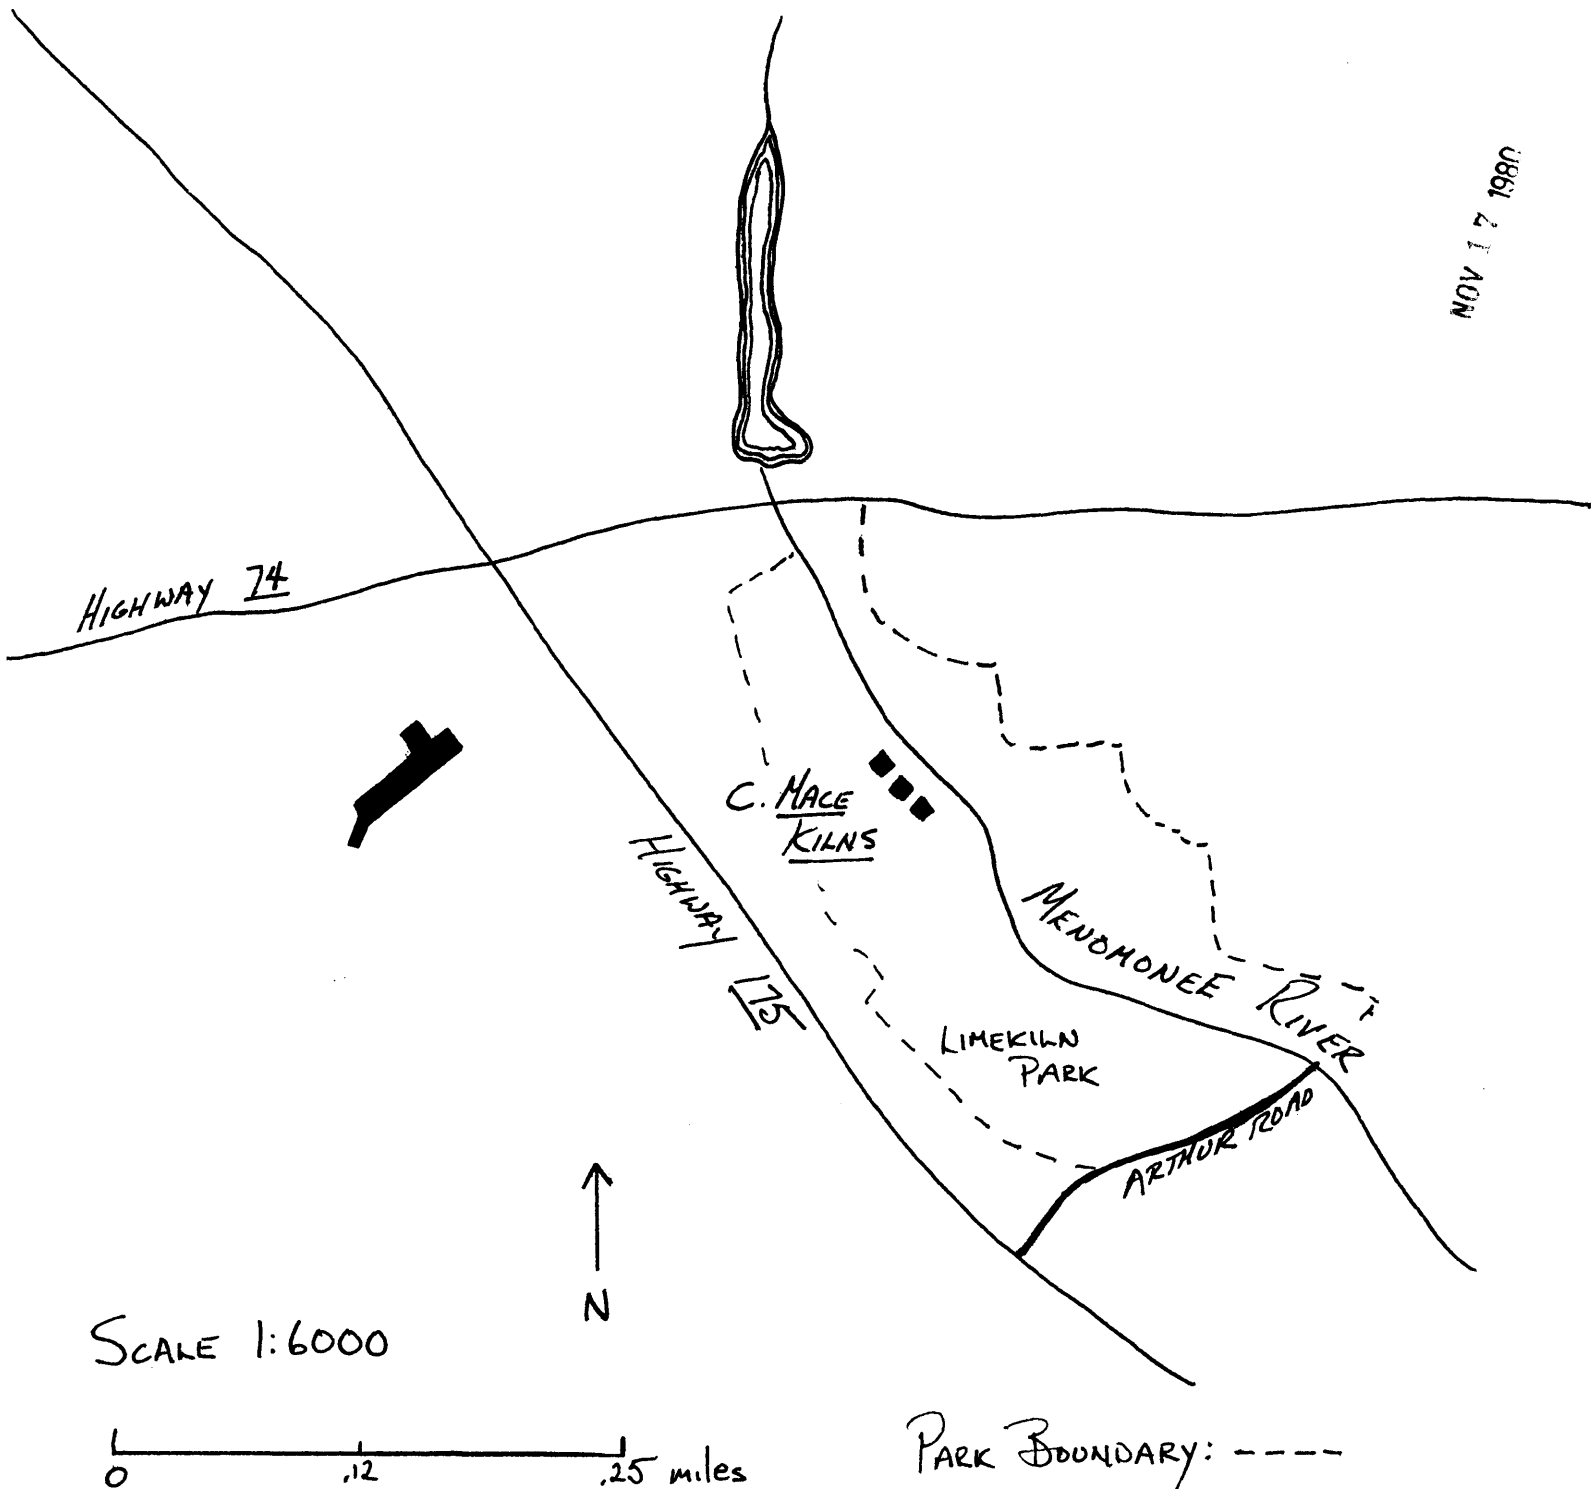 NOV 17 1980
HIGHWAY 74
C. MACE
KILNS
HIGHWAY 175
MENOMONEE RIVER
LIMEKILN
PARK
ARTHUR ROAD
N
SCALE 1:6000
0 .12 .25 miles
PARK BOUNDARY: ----